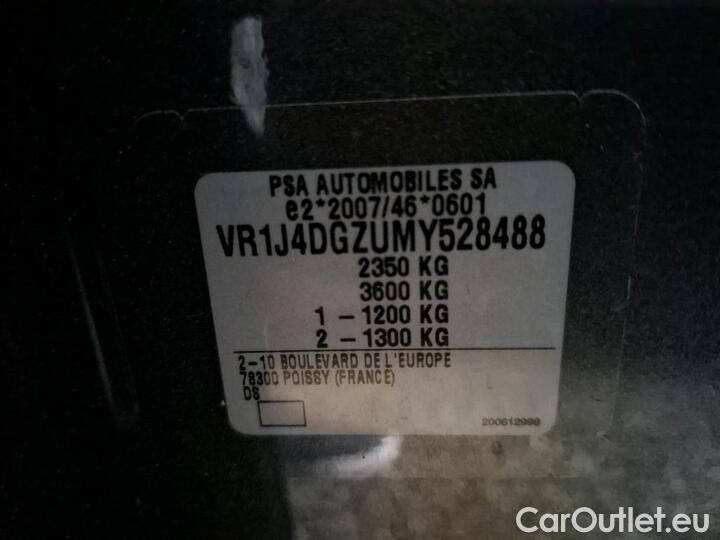 PSA AUTOMOBILES SA
e2*2007/46*0601
VR1J4DGZUMY528488
2350 KG
3600 KG
1 - 1200 KG
2 - 1300 KG
2-10 BOULEVARD DE L'EUROPE
78300 POISSY (FRANCE)
DS
200612998
CarOutlet.eu